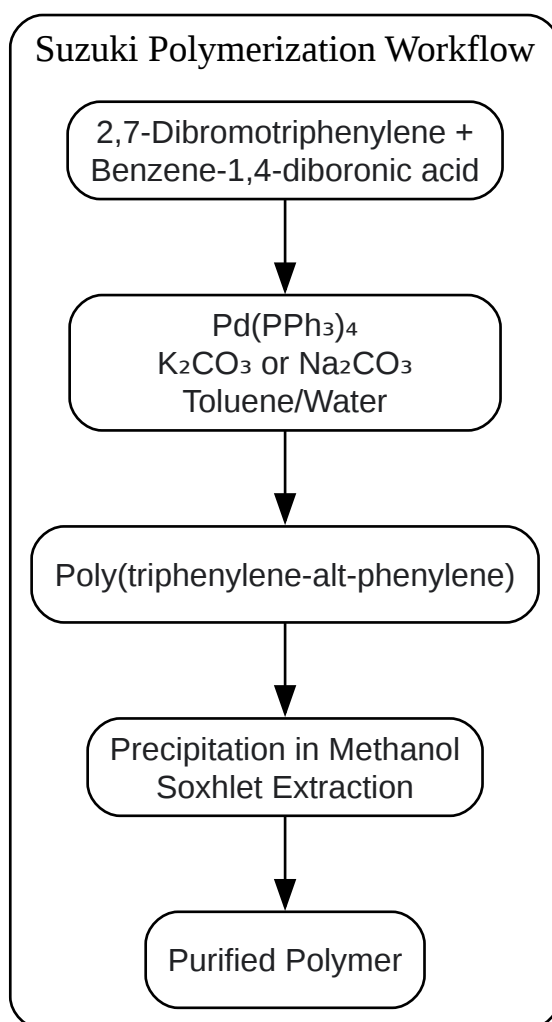 Suzuki Polymerization Workflow
2,7-Dibromotriphenylene +
Benzene-1,4-diboronic acid
Pd(PPh₃)₄
K₂CO₃ or Na₂CO₃
Toluene/Water
Poly(triphenylene-alt-phenylene)
Precipitation in Methanol
Soxhlet Extraction
Purified Polymer